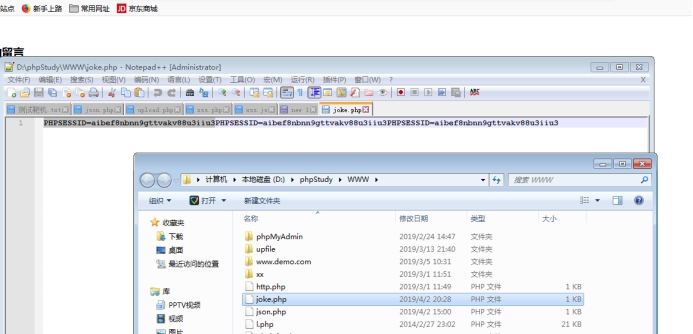 站点 新手上路 常用网址 JD 京东商城
留言
D:\phpStudy\WWW\joke.php - Notepad++ [Administrator]
文件(F) 编辑(E) 搜索(S) 视图(V) 编码(N) 语言(L) 设置(T) 工具(O) 宏(M) 运行(R) 插件(P) 窗口(W) ? X
测试靶机.txt json.php upload.php xxx.php xxx.js new 1 joke.php
1 PHPSESSID=aibef8nbnn9gttvakv88u3iiu3PHPSESSID=aibef8nbnn9gttvakv88u3iiu3PHPSESSID=aibef8nbnn9gttvakv88u3iiu3
计算机 本地磁盘 (D:) phpStudy WWW 搜索 WWW
组织 打开 新建文件夹
收藏夹 名称 修改日期 类型 大小
下载 phpMyAdmin 2019/2/24 14:47 文件夹
桌面 upfile 2019/3/13 21:40 文件夹
最近访问的位置 www.demo.com 2019/3/5 10:31 文件夹
xx 2019/3/1 11:51 文件夹
库 http.php 2019/3/1 11:49 PHP 文件 1 KB
PPTV视频 joke.php 2019/4/2 20:28 PHP 文件 1 KB
视频 json.php 2019/4/2 15:00 PHP 文件 1 KB
图片 l.php 2019/2/27 23:02 PHP 文件 21 KB